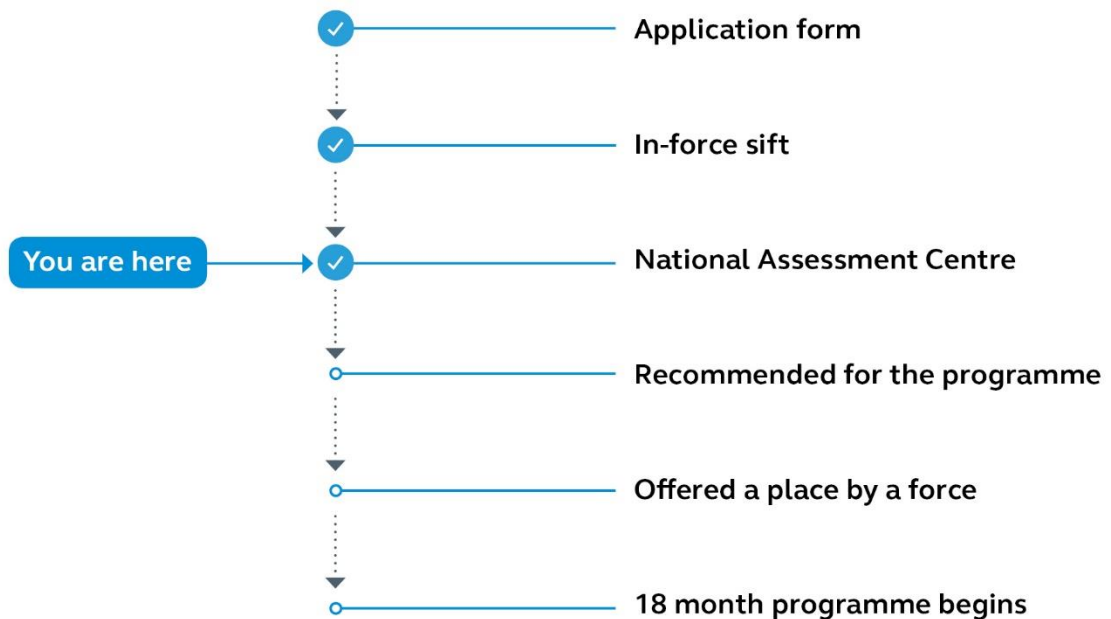 Application form
In-force sift
You are here
National Assessment Centre
Recommended for the programme
Offered a place by a force
18 month programme begins